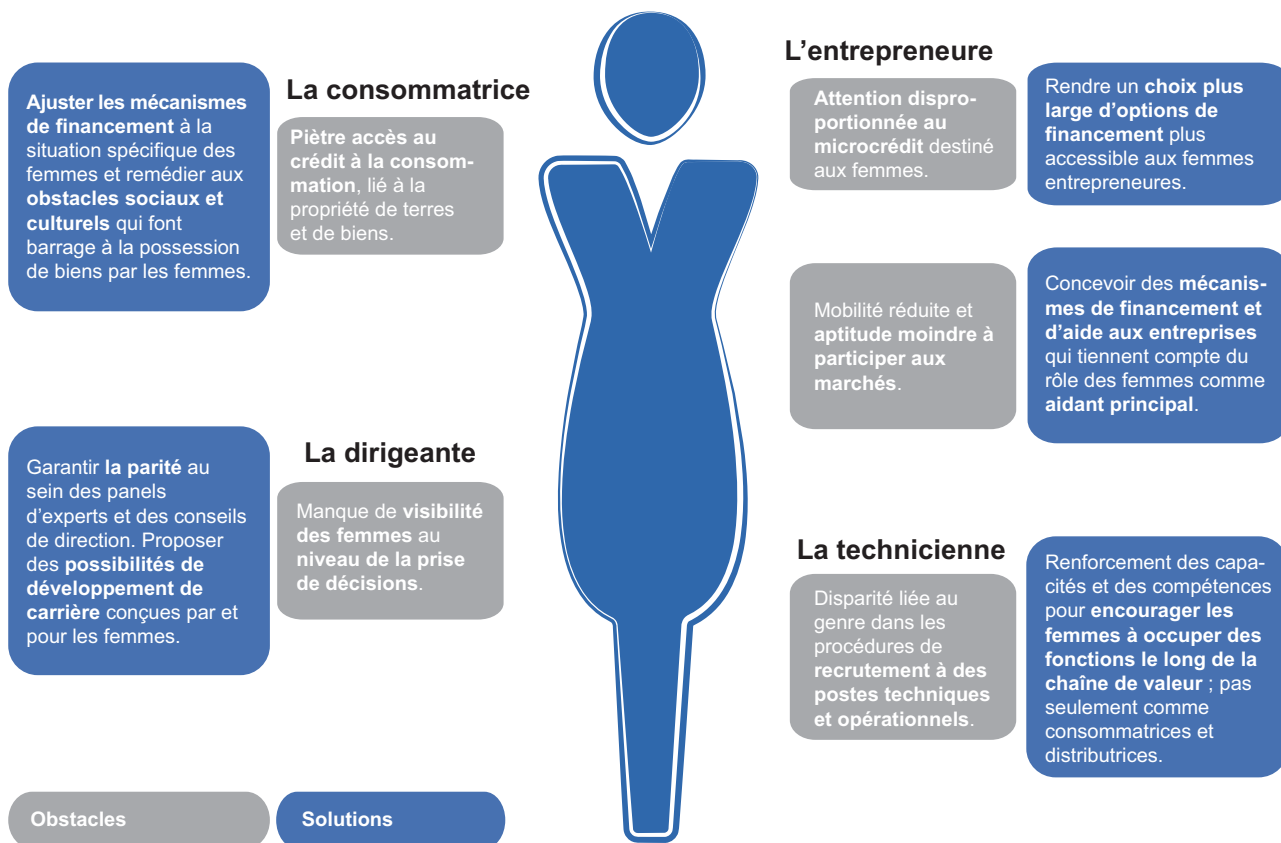 La consommatrice
Ajuster les mécanismes
de financement à la
situation spécifique des
femmes et remédier aux
obstacles sociaux et
culturels qui font
barrage à la possession
de biens par les femmes.
Piètre accès au
crédit à la consom-
mation, lié à la
propriété de terres
et de biens.
La dirigeante
Garantir la parité au
sein des panels
d’experts et des conseils
de direction. Proposer
des possibilités de
développement de
carrière conçues par et
pour les femmes.
Manque de visibilité
des femmes au
niveau de la prise
de décisions.
L’entrepreneure
Attention dispro-
portionnée au
microcrédit destiné
aux femmes.
Rendre un choix plus
large d’options de
financement plus
accessible aux femmes
entrepreneures.
Mobilité réduite et
aptitude moindre à
participer aux
marchés.
Concevoir des mécanis-
mes de financement et
d’aide aux entreprises
qui tiennent compte du
rôle des femmes comme
aidant principal.
La technicienne
Disparité liée au
genre dans les
procédures de
recrutement à des
postes techniques
et opérationnels.
Renforcement des capa-
cités et des compétences
pour encourager les
femmes à occuper des
fonctions le long de la
chaîne de valeur ; pas
seulement comme
consommatrices et
distributrices.
Obstacles
Solutions